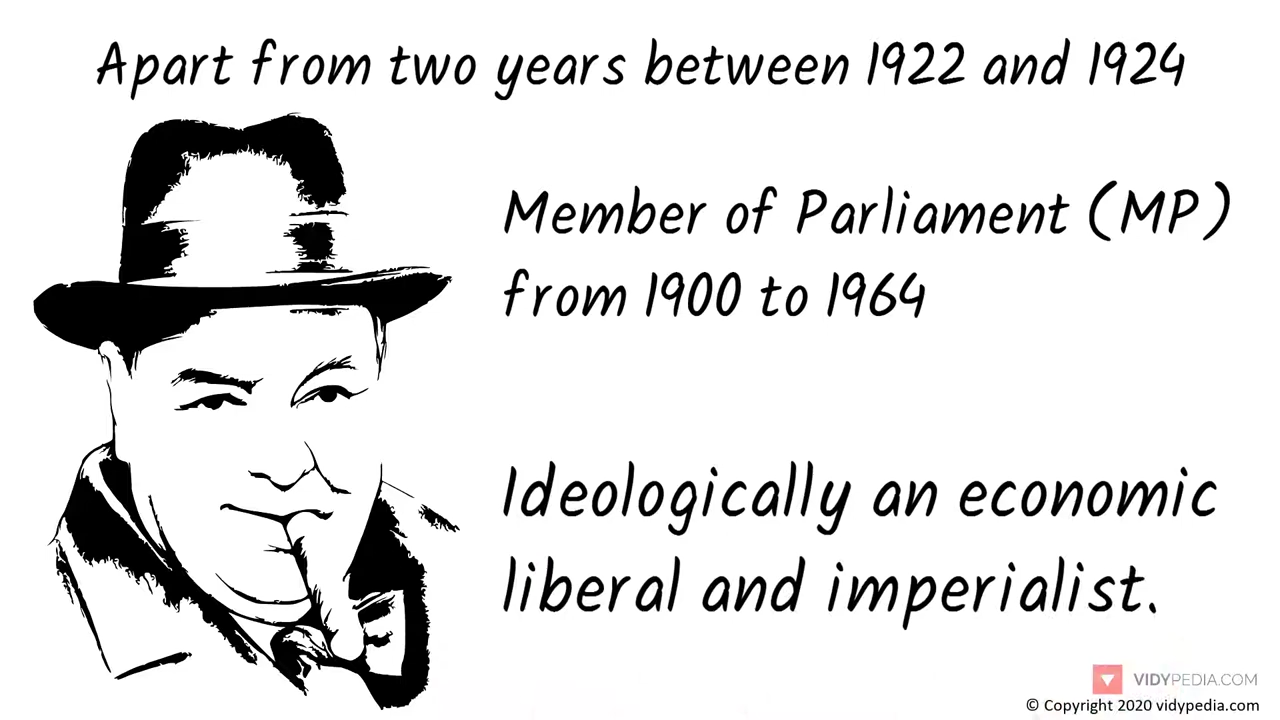 Apart from two years between 1922 and 1924
Member of Parliament (MP)
from 1900 to 1964
Ideologically an economic
liberal and imperialist.
VIDYPEDIA.COM
© Copyright 2020 vidypedia.com